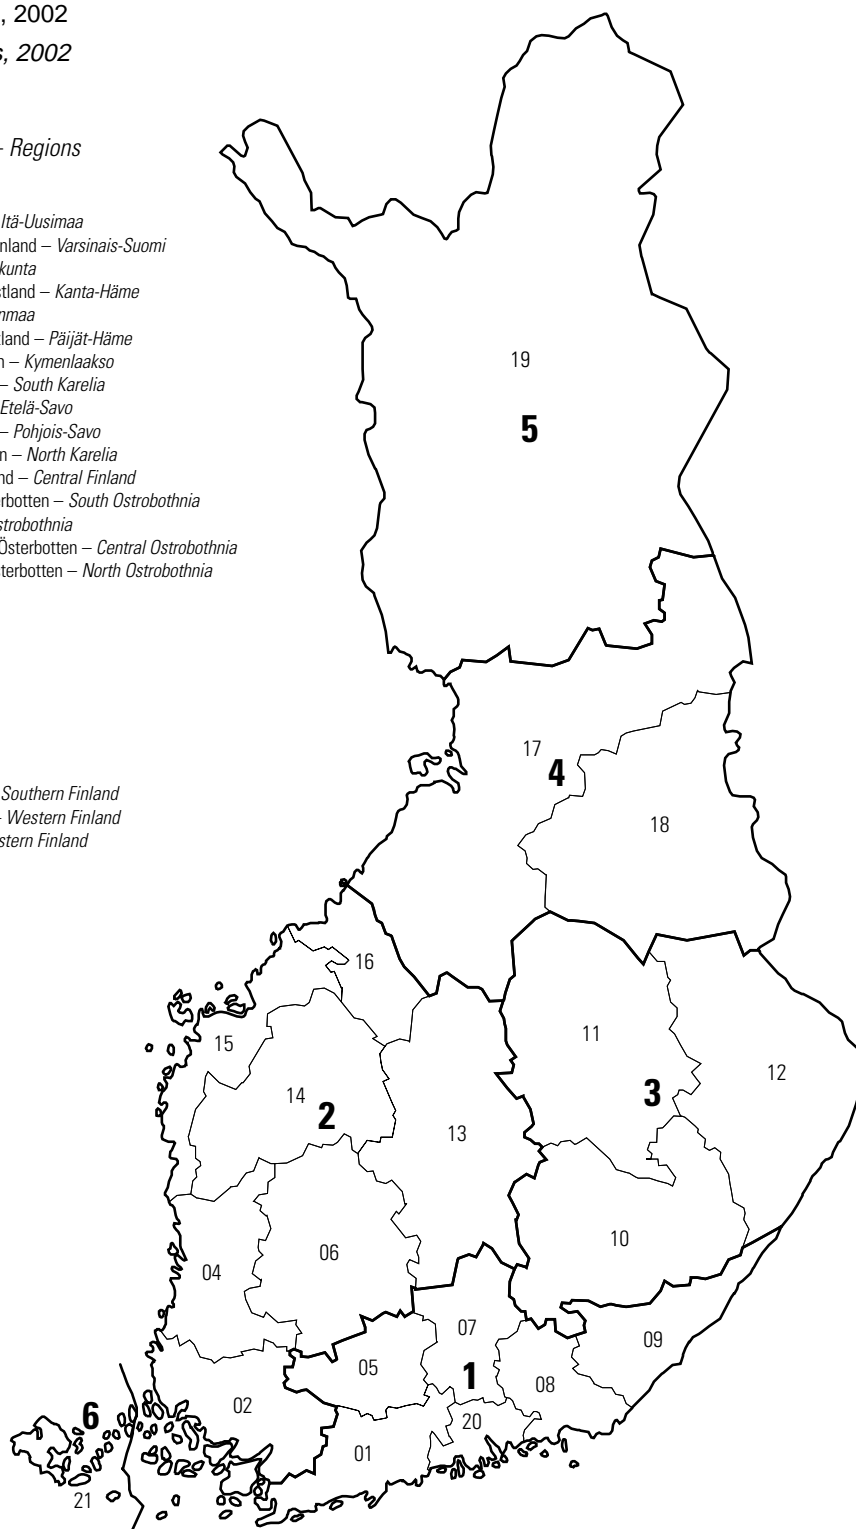 , 2002
s, 2002
- Regions
Itä-Uusimaa
nland – Varsinais-Suomi
kunta
tland – Kanta-Häme
nmaa
tland – Päijät-Häme
n – Kymenlaakso
– South Karelia
Etelä-Savo
– Pohjois-Savo
n – North Karelia
nd – Central Finland
erbotten – South Ostrobothnia
strobothnia
Österbotten – Central Ostrobothnia
sterbotten – North Ostrobothnia
Southern Finland
- Western Finland
stern Finland
19
5
17
4
18
16
15
11
12
14
2
3
13
10
04
06
07
09
05
1
08
02
6
20
01
21